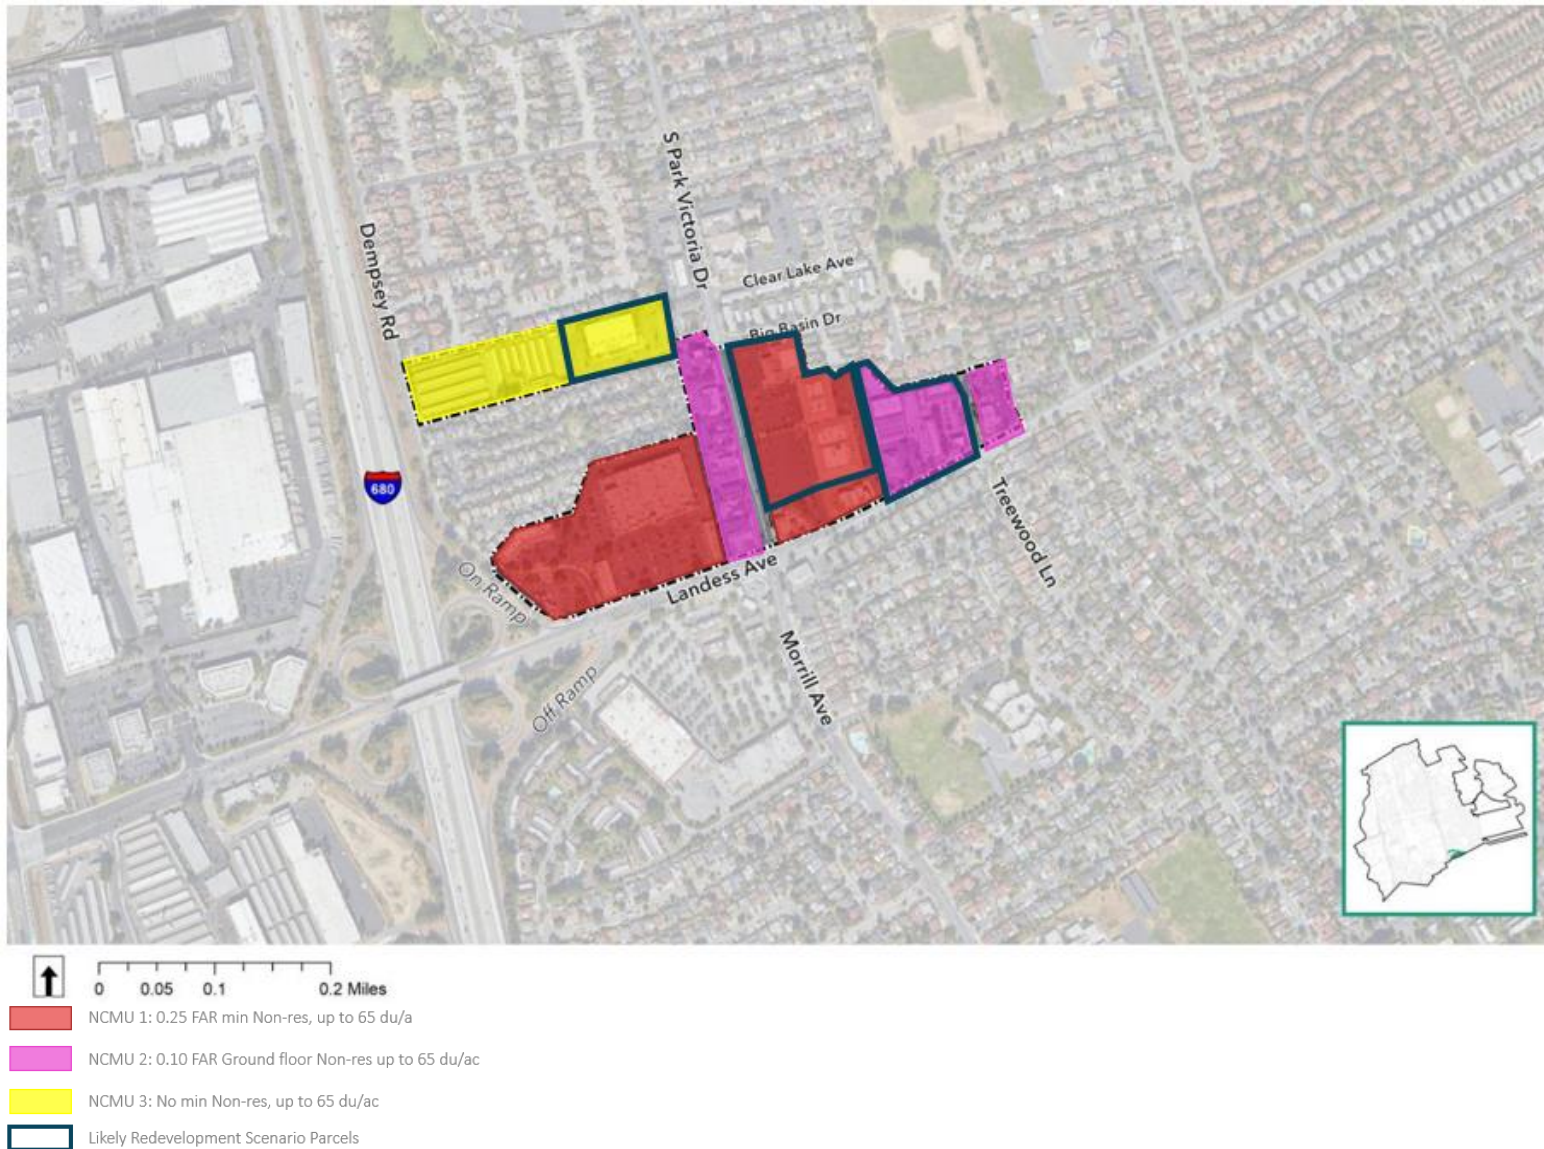 S Park Victoria Dr
Dempsey Rd
Clear Lake Ave
Big Basin Dr
680
Treewood Ln
On Ramp
Landess Ave
Off Ramp
Morrill Ave
0 0.05 0.1 0.2 Miles
NCMU 1: 0.25 FAR min Non-res, up to 65 du/a
NCMU 2: 0.10 FAR Ground floor Non-res up to 65 du/ac
NCMU 3: No min Non-res, up to 65 du/ac
Likely Redevelopment Scenario Parcels